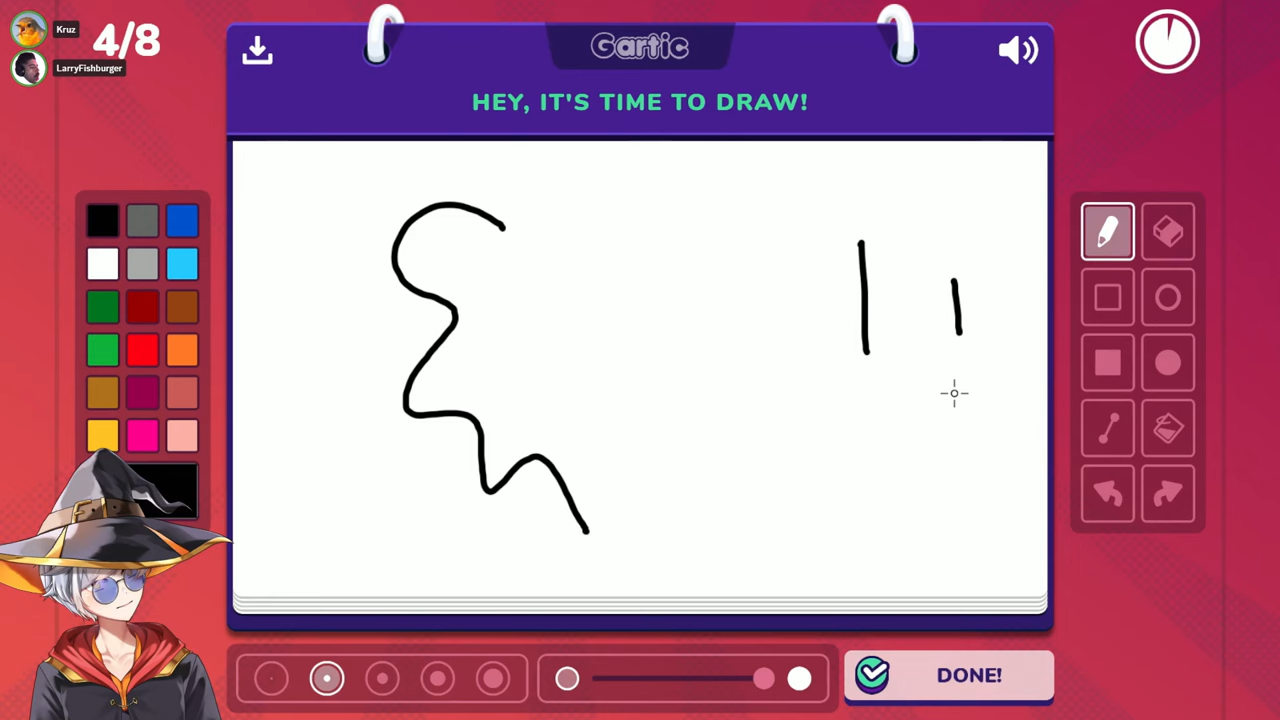 Kruz
4/8
LarryFishburger
Gartic
HEY, IT'S TIME TO DRAW!
DONE!